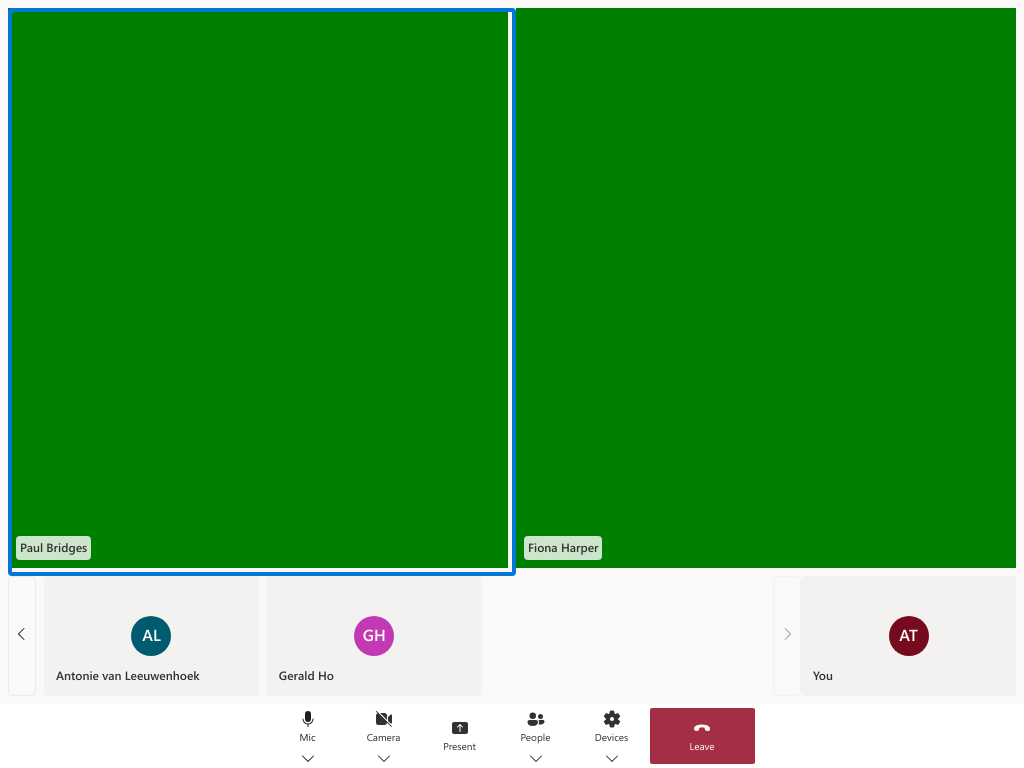 Paul Bridges
Fiona Harper
AL
Antonie van Leeuwenhoek
GH
Gerald Ho
AT
You
Mic
Camera
Present
People
Devices
Leave